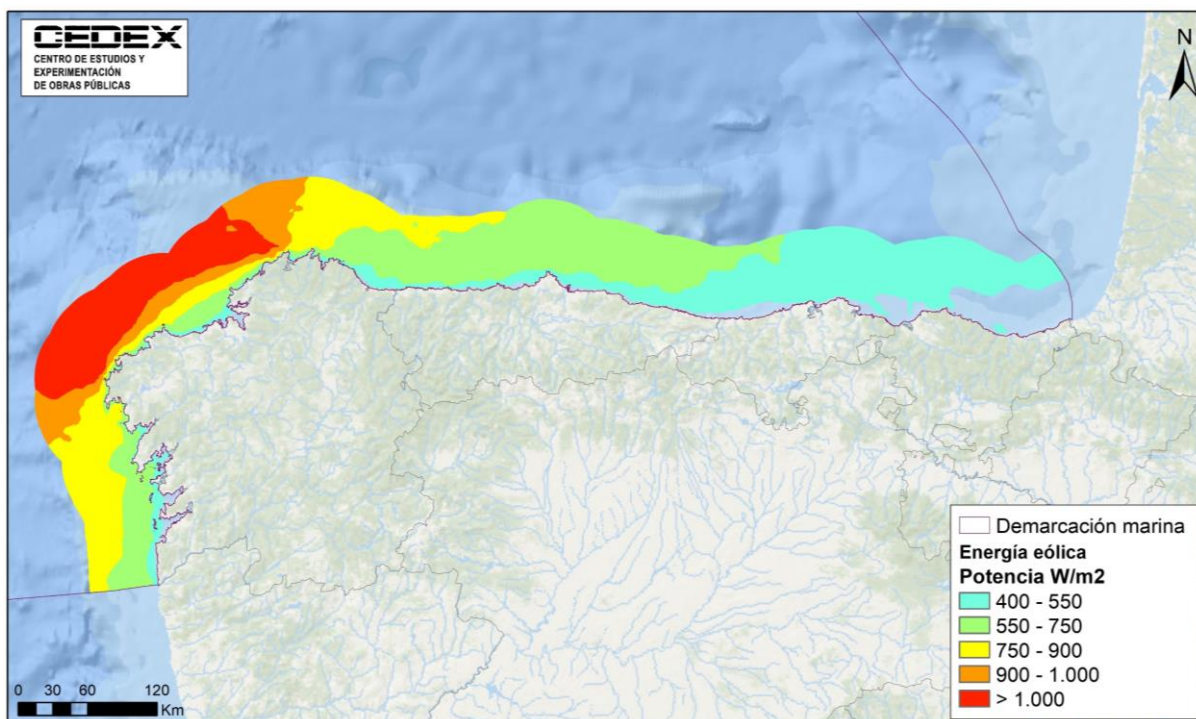 CEDEX
CENTRO DE ESTUDIOS Y
EXPERIMENTACIÓN
DE OBRAS PÚBLICAS
N
Demarcación marina
Energía eólica
Potencia W/m2
400 - 550
550 - 750
750 - 900
900 - 1.000
> 1.000
0 30 60 120
Km